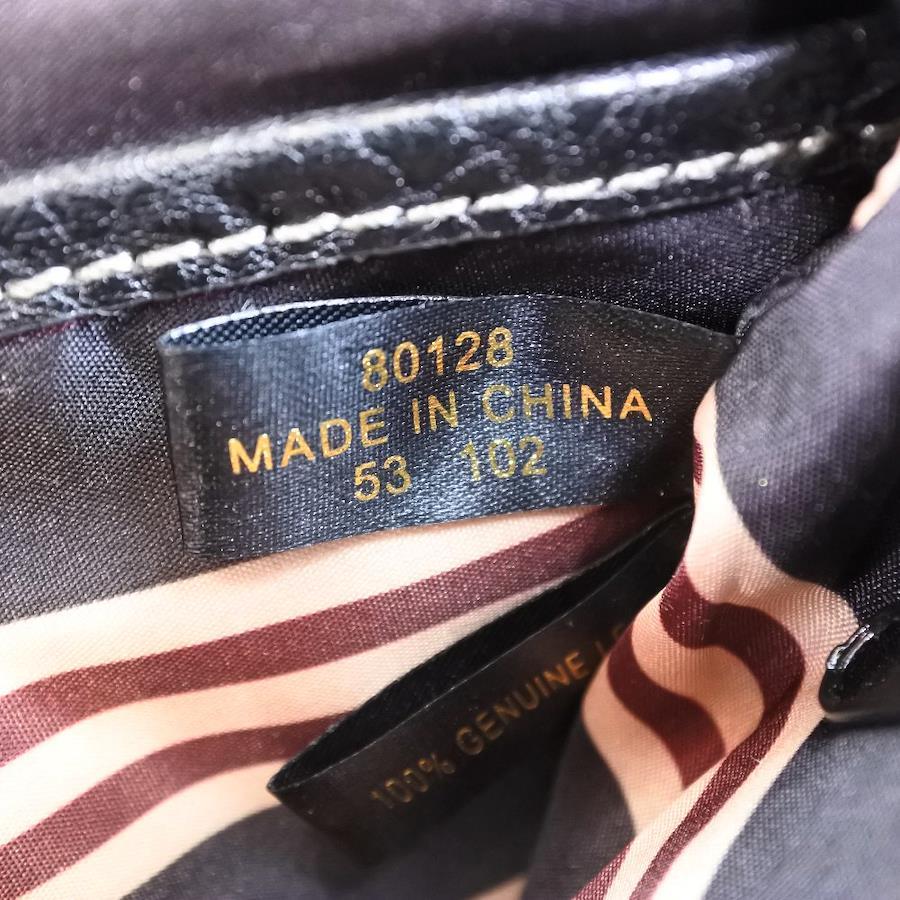 80128
MADE IN CHINA
53 102
100% GENUINE